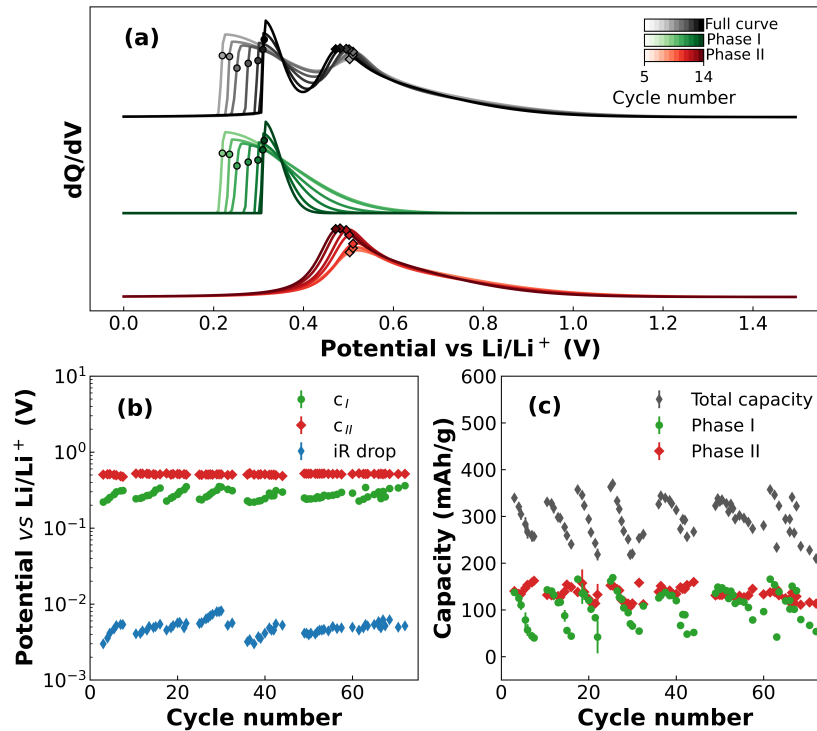 (a)
Full curve
Phase I
Phase II
5 14
Cycle number
dQ/dV
0.0 0.2 0.4 0.6 0.8 1.0 1.2 1.4
Potential vs Li/Li⁺ (V)
(b)
c_I
c_II
iR drop
10¹
10⁰
10⁻¹
10⁻²
10⁻³
Potential vs Li/Li⁺ (V)
0 20 40 60
Cycle number
(c)
Total capacity
Phase I
Phase II
600
500
400
300
200
100
0
Capacity (mAh/g)
0 20 40 60
Cycle number